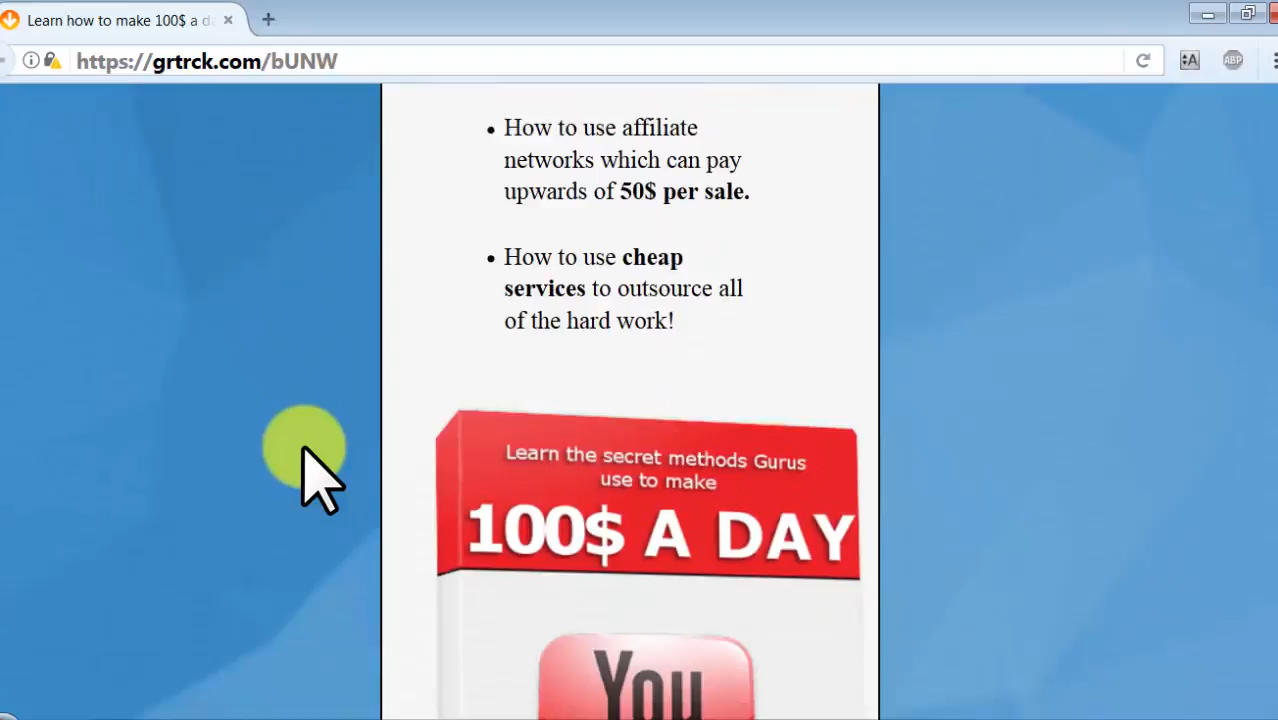 Learn how to make 100$ a d
https://grtrck.com/bUNW
A
ABP
• How to use affiliate
networks which can pay
upwards of 50$ per sale.
• How to use cheap
services to outsource all
of the hard work!
Learn the secret methods Gurus
use to make
100$ A DAY
You